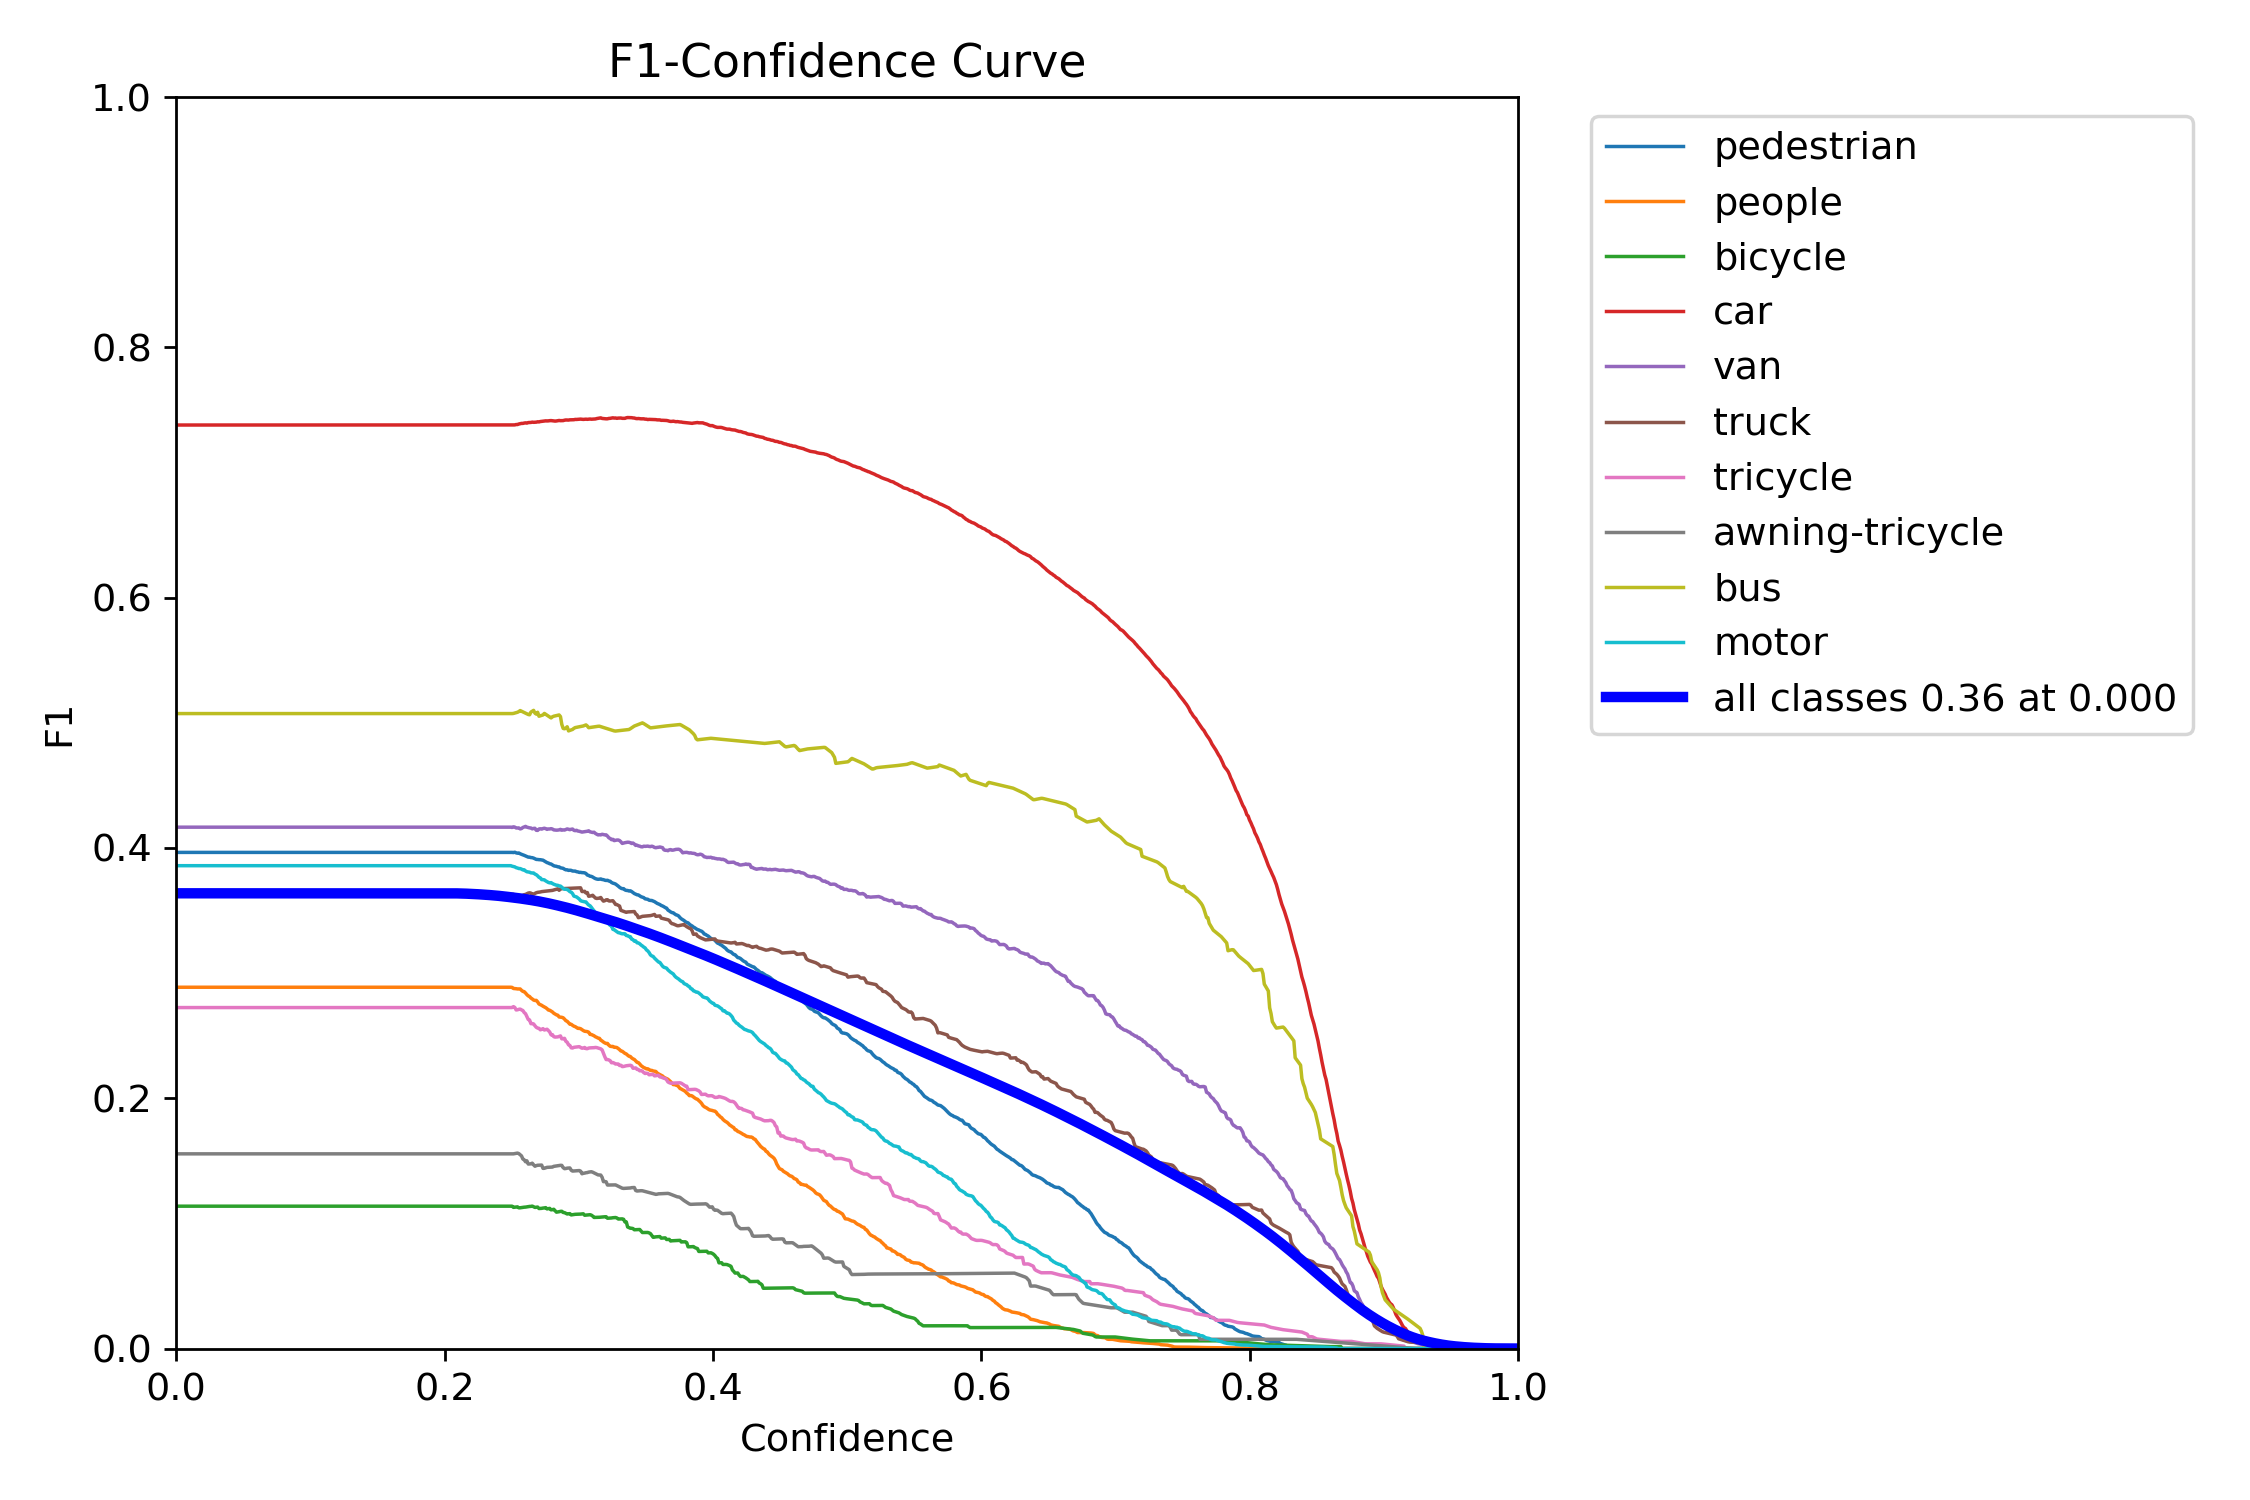 F1-Confidence Curve
1.0
0.8
0.6
0.4
0.2
0.0
F1
0.0 0.2 0.4 0.6 0.8 1.0
Confidence
pedestrian
people
bicycle
car
van
truck
tricycle
awning-tricycle
bus
motor
all classes 0.36 at 0.000